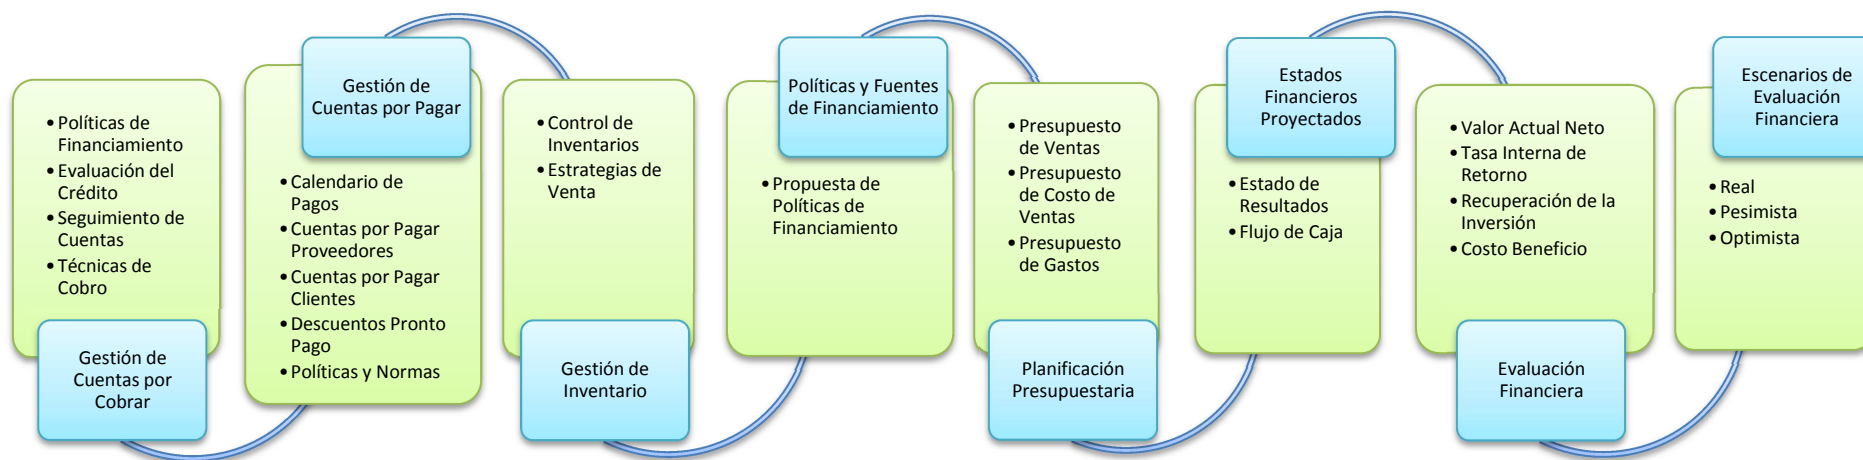 Políticas de
Financiamiento
Evaluación del
Crédito
Seguimiento de
Cuentas
Técnicas de
Cobro
Gestión de
Cuentas por
Cobrar
Gestión de
Cuentas por Pagar
Calendario de
Pagos
Cuentas por Pagar
Proveedores
Cuentas por Pagar
Clientes
Descuentos Pronto
Pago
Políticas y Normas
Control de
Inventarios
Estrategias de
Venta
Gestión de
Inventario
Políticas y Fuentes
de Financiamiento
Propuesta de
Políticas de
Financiamiento
Presupuesto
de Ventas
Presupuesto
de Costo de
Ventas
Presupuesto
de Gastos
Planificación
Presupuestaria
Estados
Financieros
Proyectados
Estado de
Resultados
Flujo de Caja
Valor Actual Neto
Tasa Interna de
Retorno
Recuperación de la
Inversión
Costo Beneficio
Evaluación
Financiera
Escenarios de
Evaluación
Financiera
Real
Pesimista
Optimista